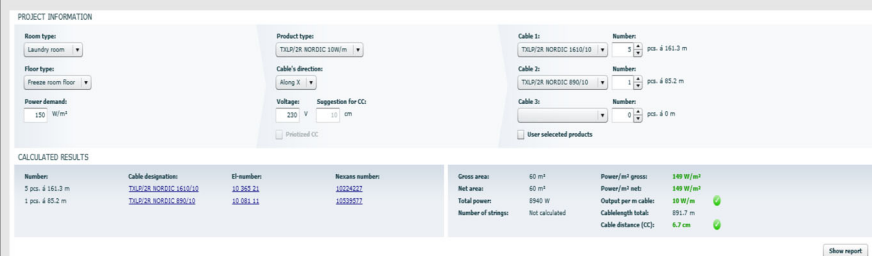 PROJECT INFORMATION
Room type:
Laundry room
Floor type:
Freeze room floor
Power demand:
150 W/m²
Product type:
TXLP/2R NORDIC 10W/m
Cable's direction:
Along X
Voltage: Suggestion for CC:
230 V 10 cm
Priotized CC
Cable 1: Number:
TXLP/2R NORDIC 1610/10 5 pcs. á 161.3 m
Cable 2: Number:
TXLP/2R NORDIC 890/10 1 pcs. á 85.2 m
Cable 3: Number:
0 pcs. á 0 m
User seleceted products
CALCULATED RESULTS
Number: Cable designation: El-number: Nexans number:
5 pcs. á 161.3 m TXLP/2R NORDIC 1610/10 10 365 21 10224227
1 pcs. á 85.2 m TXLP/2R NORDIC 890/10 10 081 11 10539577
Gross area: 60 m² Power/m² gross: 149 W/m²
Net area: 60 m² Power/m² net: 149 W/m²
Total power: 8940 W Output per m cable: 10 W/m
Number of strings: Not calculated Cablelength total: 891.7 m
Cable distance (CC): 6.7 cm
Show report